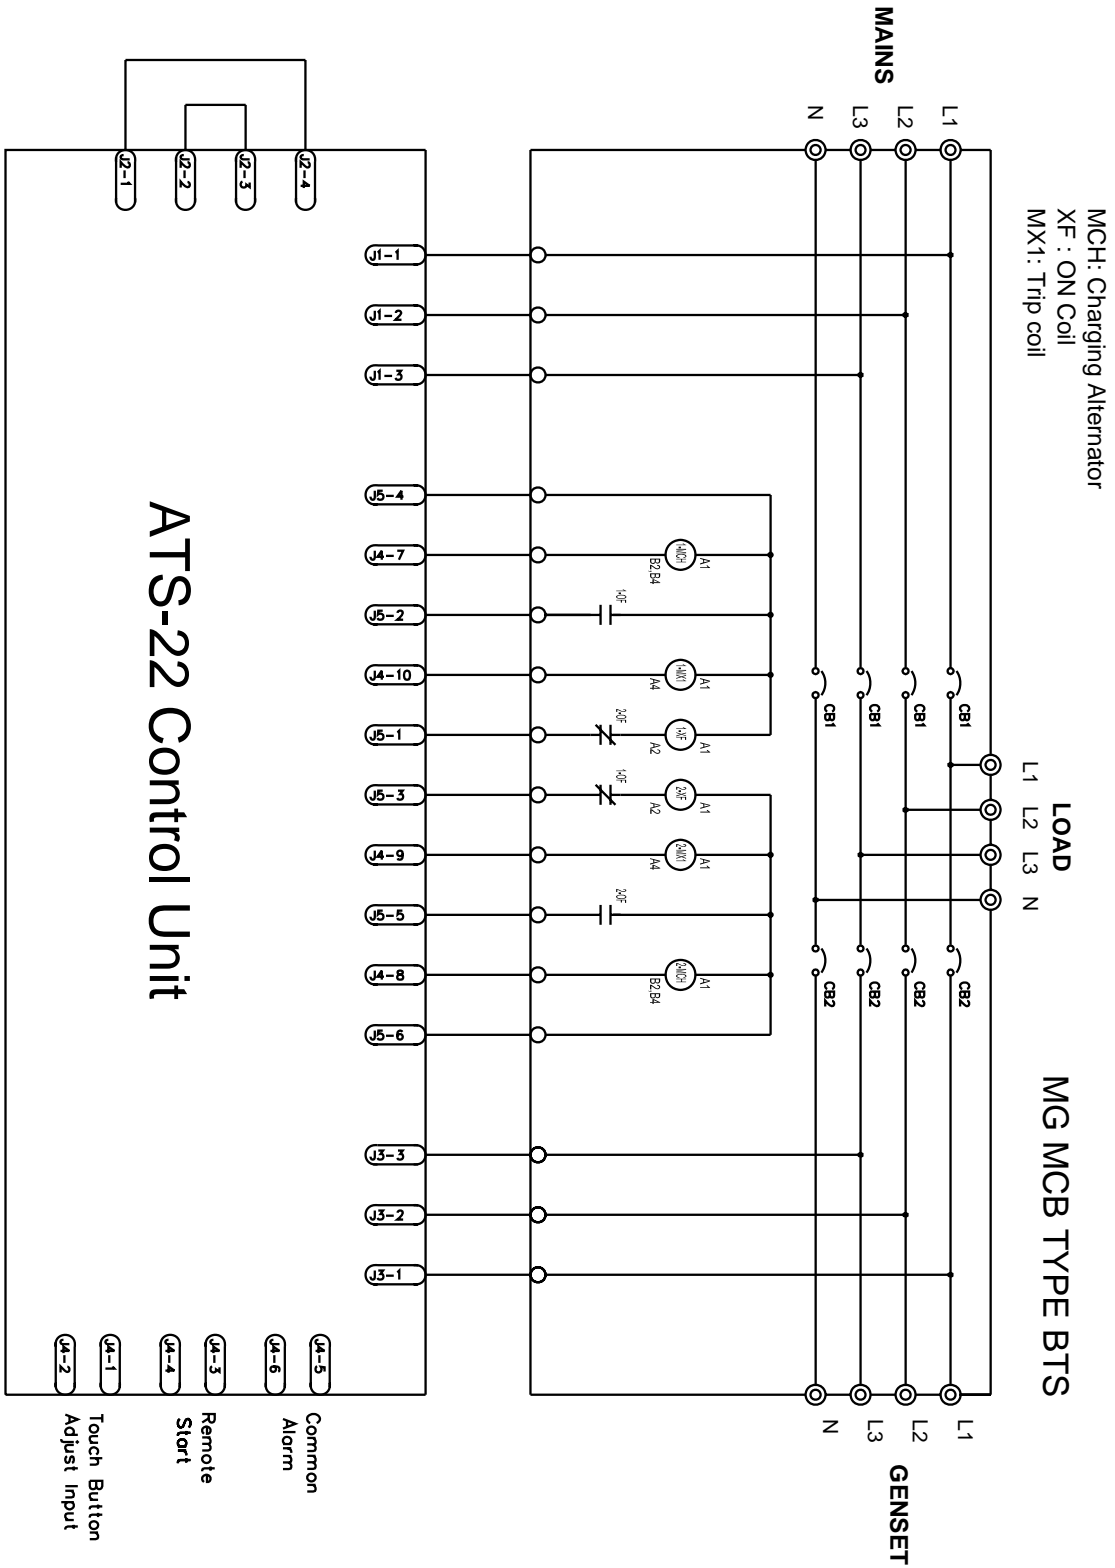 MCH: Charging Alternator
XF : ON Coil
MX1: Trip coil
MG MCB TYPE BTS
MAINS
LOAD
GENSET
L1
L2
L3
N
L1
L2
L3
N
L1
L2
L3
N
CB1
CB1
CB1
CB1
CB2
CB2
CB2
CB2
A1
1-MCH
B2,B4
1-0F
A1
1-MX1
A4
A1
1-XF
A2
2-0F
A1
2-XF
A2
1-0F
A1
2-MX1
A4
2-0F
A1
2-MCH
B2,B4
J1-1
J1-2
J1-3
J5-4
J4-7
J5-2
J4-10
J5-1
J5-3
J4-9
J5-5
J4-8
J5-6
J3-3
J3-2
J3-1
J2-4
J2-3
J2-2
J2-1
ATS-22 Control Unit
J4-5
J4-6
J4-3
J4-4
J4-1
J4-2
Common
Alarm
Remote
Start
Touch Button
Adjust Input